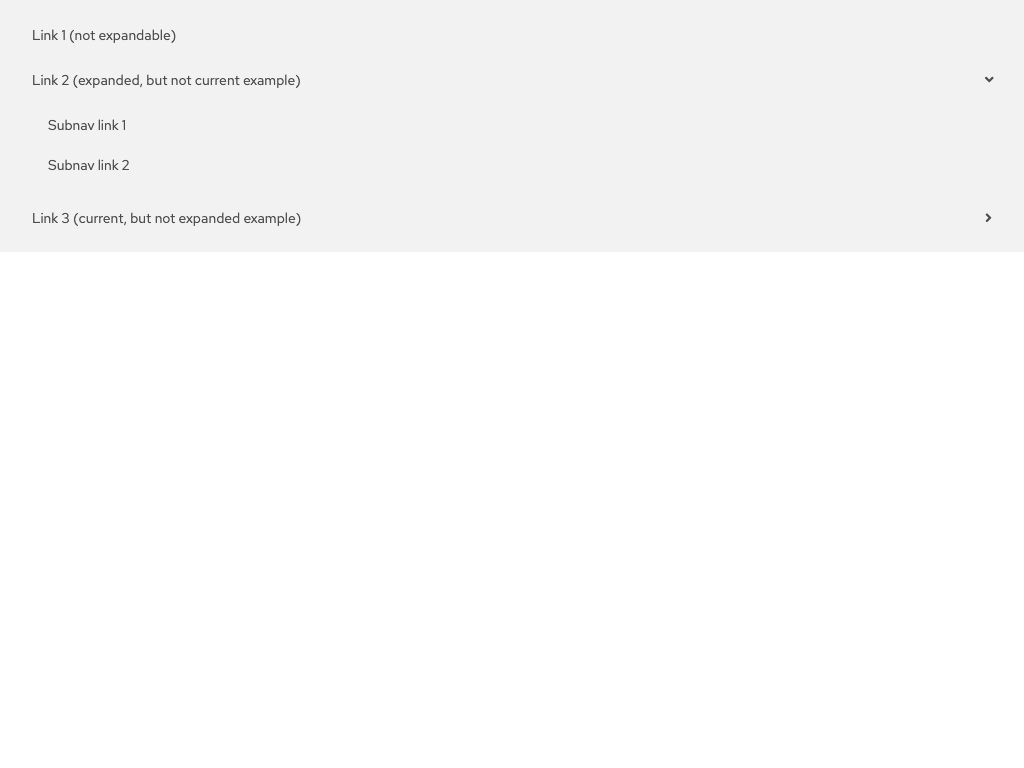 Link 1 (not expandable)
Link 2 (expanded, but not current example)
Subnav link 1
Subnav link 2
Link 3 (current, but not expanded example)